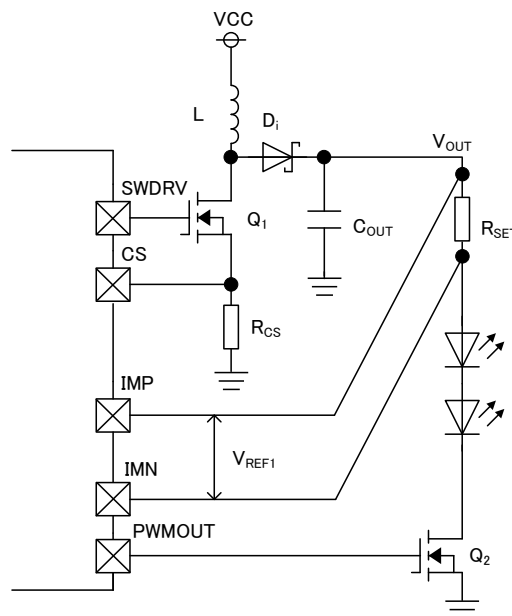 VCC
L
Di
VOUT
SWDRV
Q1
COUT
RSET
CS
RCS
IMP
IMN
VREF1
PWMOUT
Q2